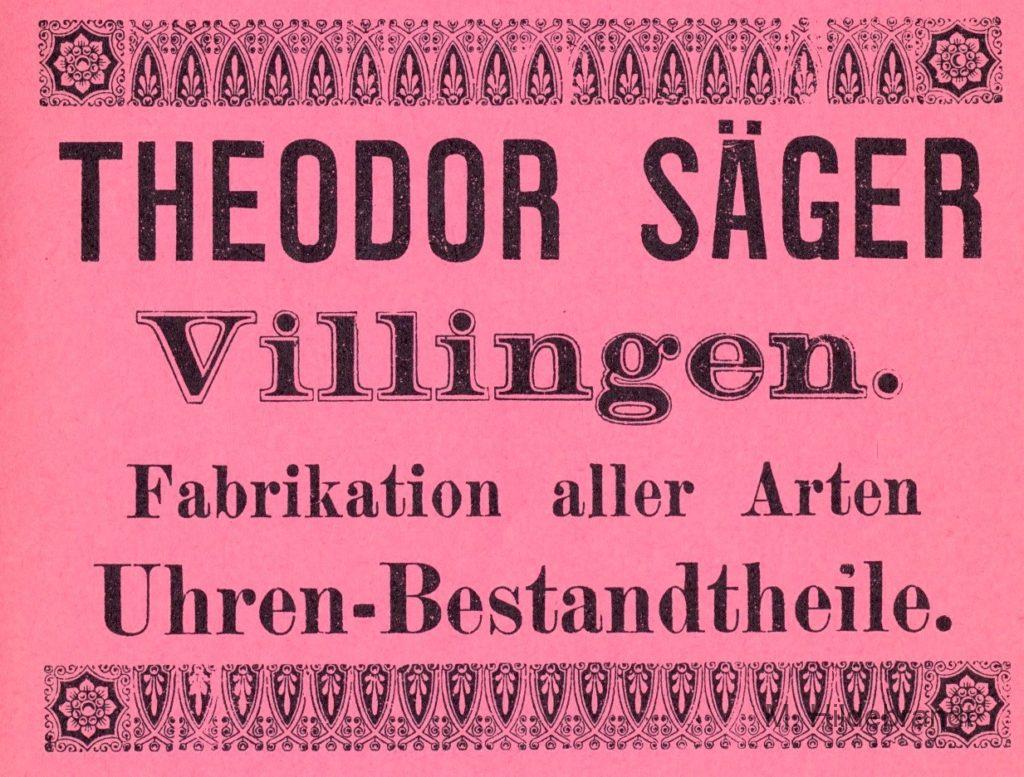 THEODOR SÄGER
Villingen.
Fabrikation aller Arten
Uhren-Bestandtheile.